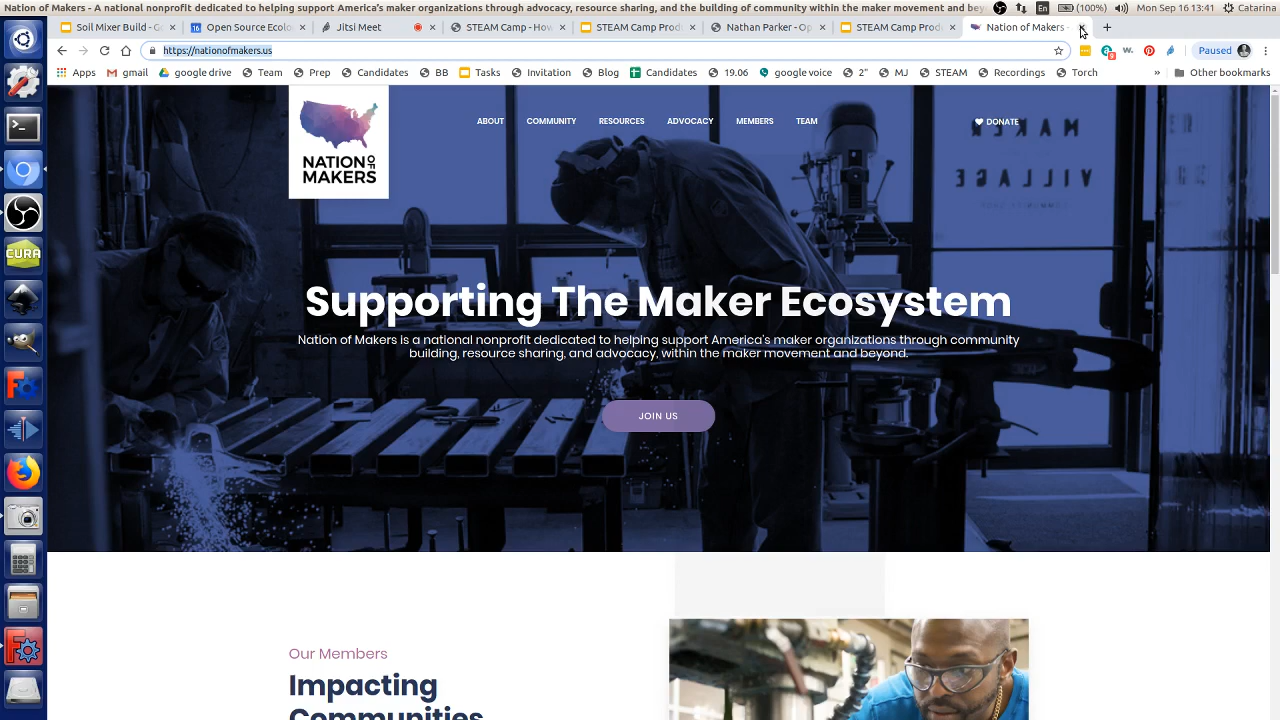 Nation of Makers – A national nonprofit dedicated to helping support America's maker organizations through advocacy, resource sharing, and the building of community within the maker movement and bey
En (100%) Mon Sep 16 13:41 Catarina
Soil Mixer Build - G
Open Source Ecolo
Jitsi Meet
STEAM Camp - How
STEAM Camp Prod
Nathan Parker - Op
STEAM Camp Prod
Nation of Makers -
https://nationofmakers.us
Paused
Apps gmail google drive Team Prep Candidates BB Tasks Invitation Blog Candidates 19.06 google voice 2" MJ STEAM Recordings Torch » Other bookmarks
NATION OF MAKERS
ABOUT COMMUNITY RESOURCES ADVOCACY MEMBERS TEAM DONATE
MAKER
VILLAGE
Supporting The Maker Ecosystem
Nation of Makers is a national nonprofit dedicated to helping support America's maker organizations through community
building, resource sharing, and advocacy, within the maker movement and beyond.
JOIN US
CURA
Our Members
Impacting
Communities